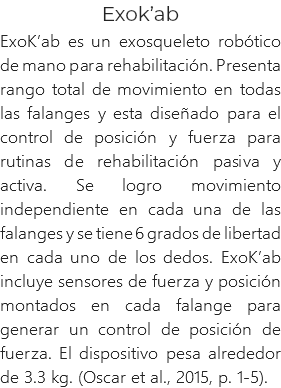 Exok’ab
ExoK’ab es un exosqueleto robótico
de mano para rehabilitación. Presenta
rango total de movimiento en todas
las falanges y esta diseñado para el
control de posición y fuerza para
rutinas de rehabilitación pasiva y
activa. Se logro movimiento
independiente en cada una de las
falanges y se tiene 6 grados de libertad
en cada uno de los dedos. ExoK’ab
incluye sensores de fuerza y posición
montados en cada falange para
generar un control de posición de
fuerza. El dispositivo pesa alrededor
de 3.3 kg. (Oscar et al., 2015, p. 1-5).